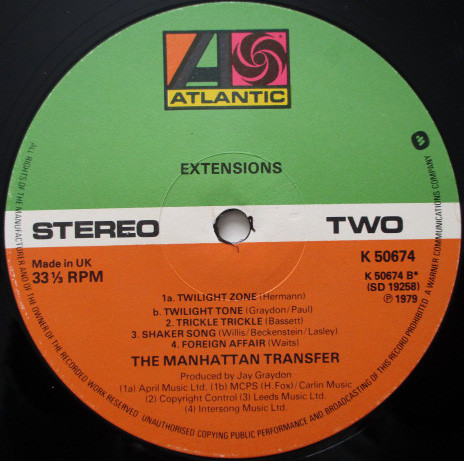 ATLANTIC
EXTENSIONS
STEREO
TWO
Made in UK
33⅓ RPM
K 50674
K 50674 B*
(SD 19258)
℗ 1979
1a. TWILIGHT ZONE (Hermann)
b. TWILIGHT TONE (Graydon/Paul)
2. TRICKLE TRICKLE (Bassett)
3. SHAKER SONG (Willis/Beckenstein/Lasley)
4. FOREIGN AFFAIR (Waits)
THE MANHATTAN TRANSFER
Produced by Jay Graydon
(1a) April Music Ltd. (1b) MCPS (H. Fox)/Carlin Music
(2) Copyright Control (3) Leeds Music Ltd.
(4) Intersong Music Ltd.
ALL RIGHTS OF THE MANUFACTURER AND OF THE OWNER OF THE RECORDED WORK RESERVED UNAUTHORISED COPYING PUBLIC PERFORMANCE AND BROADCASTING OF THIS RECORD PROHIBITED A WARNER COMMUNICATIONS COMPANY